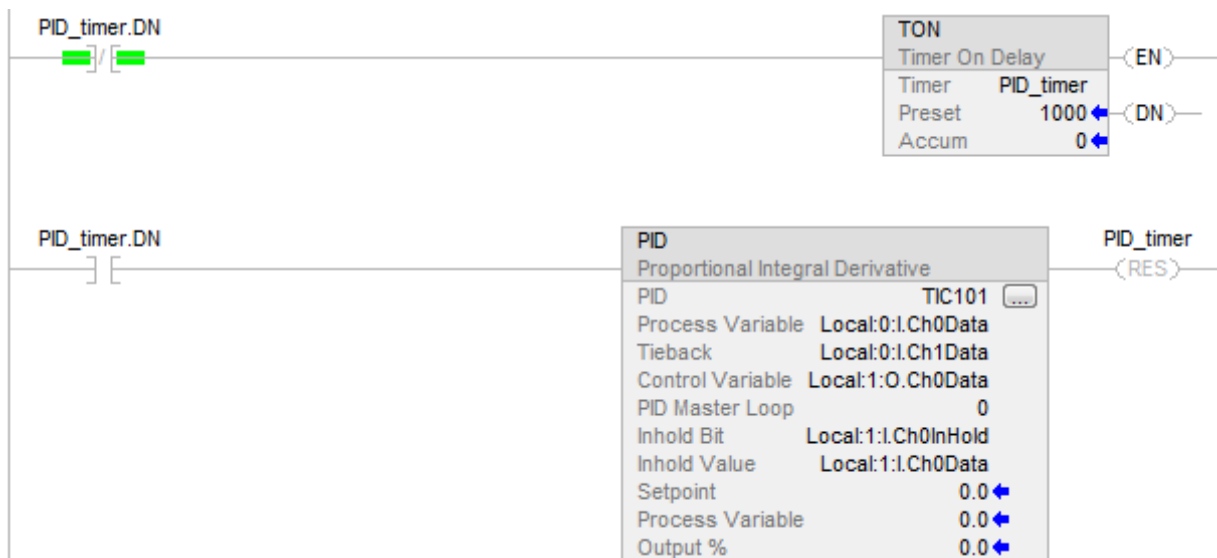 PID_timer.DN
TON
Timer On Delay
EN
Timer PID_timer
Preset 1000
DN
Accum 0
PID_timer.DN
PID
PID_timer
Proportional Integral Derivative
RES
PID TIC101 ...
Process Variable Local:0:I.Ch0Data
Tieback Local:0:I.Ch1Data
Control Variable Local:1:O.Ch0Data
PID Master Loop 0
Inhold Bit Local:1:I.Ch0InHold
Inhold Value Local:1:I.Ch0Data
Setpoint 0.0
Process Variable 0.0
Output % 0.0